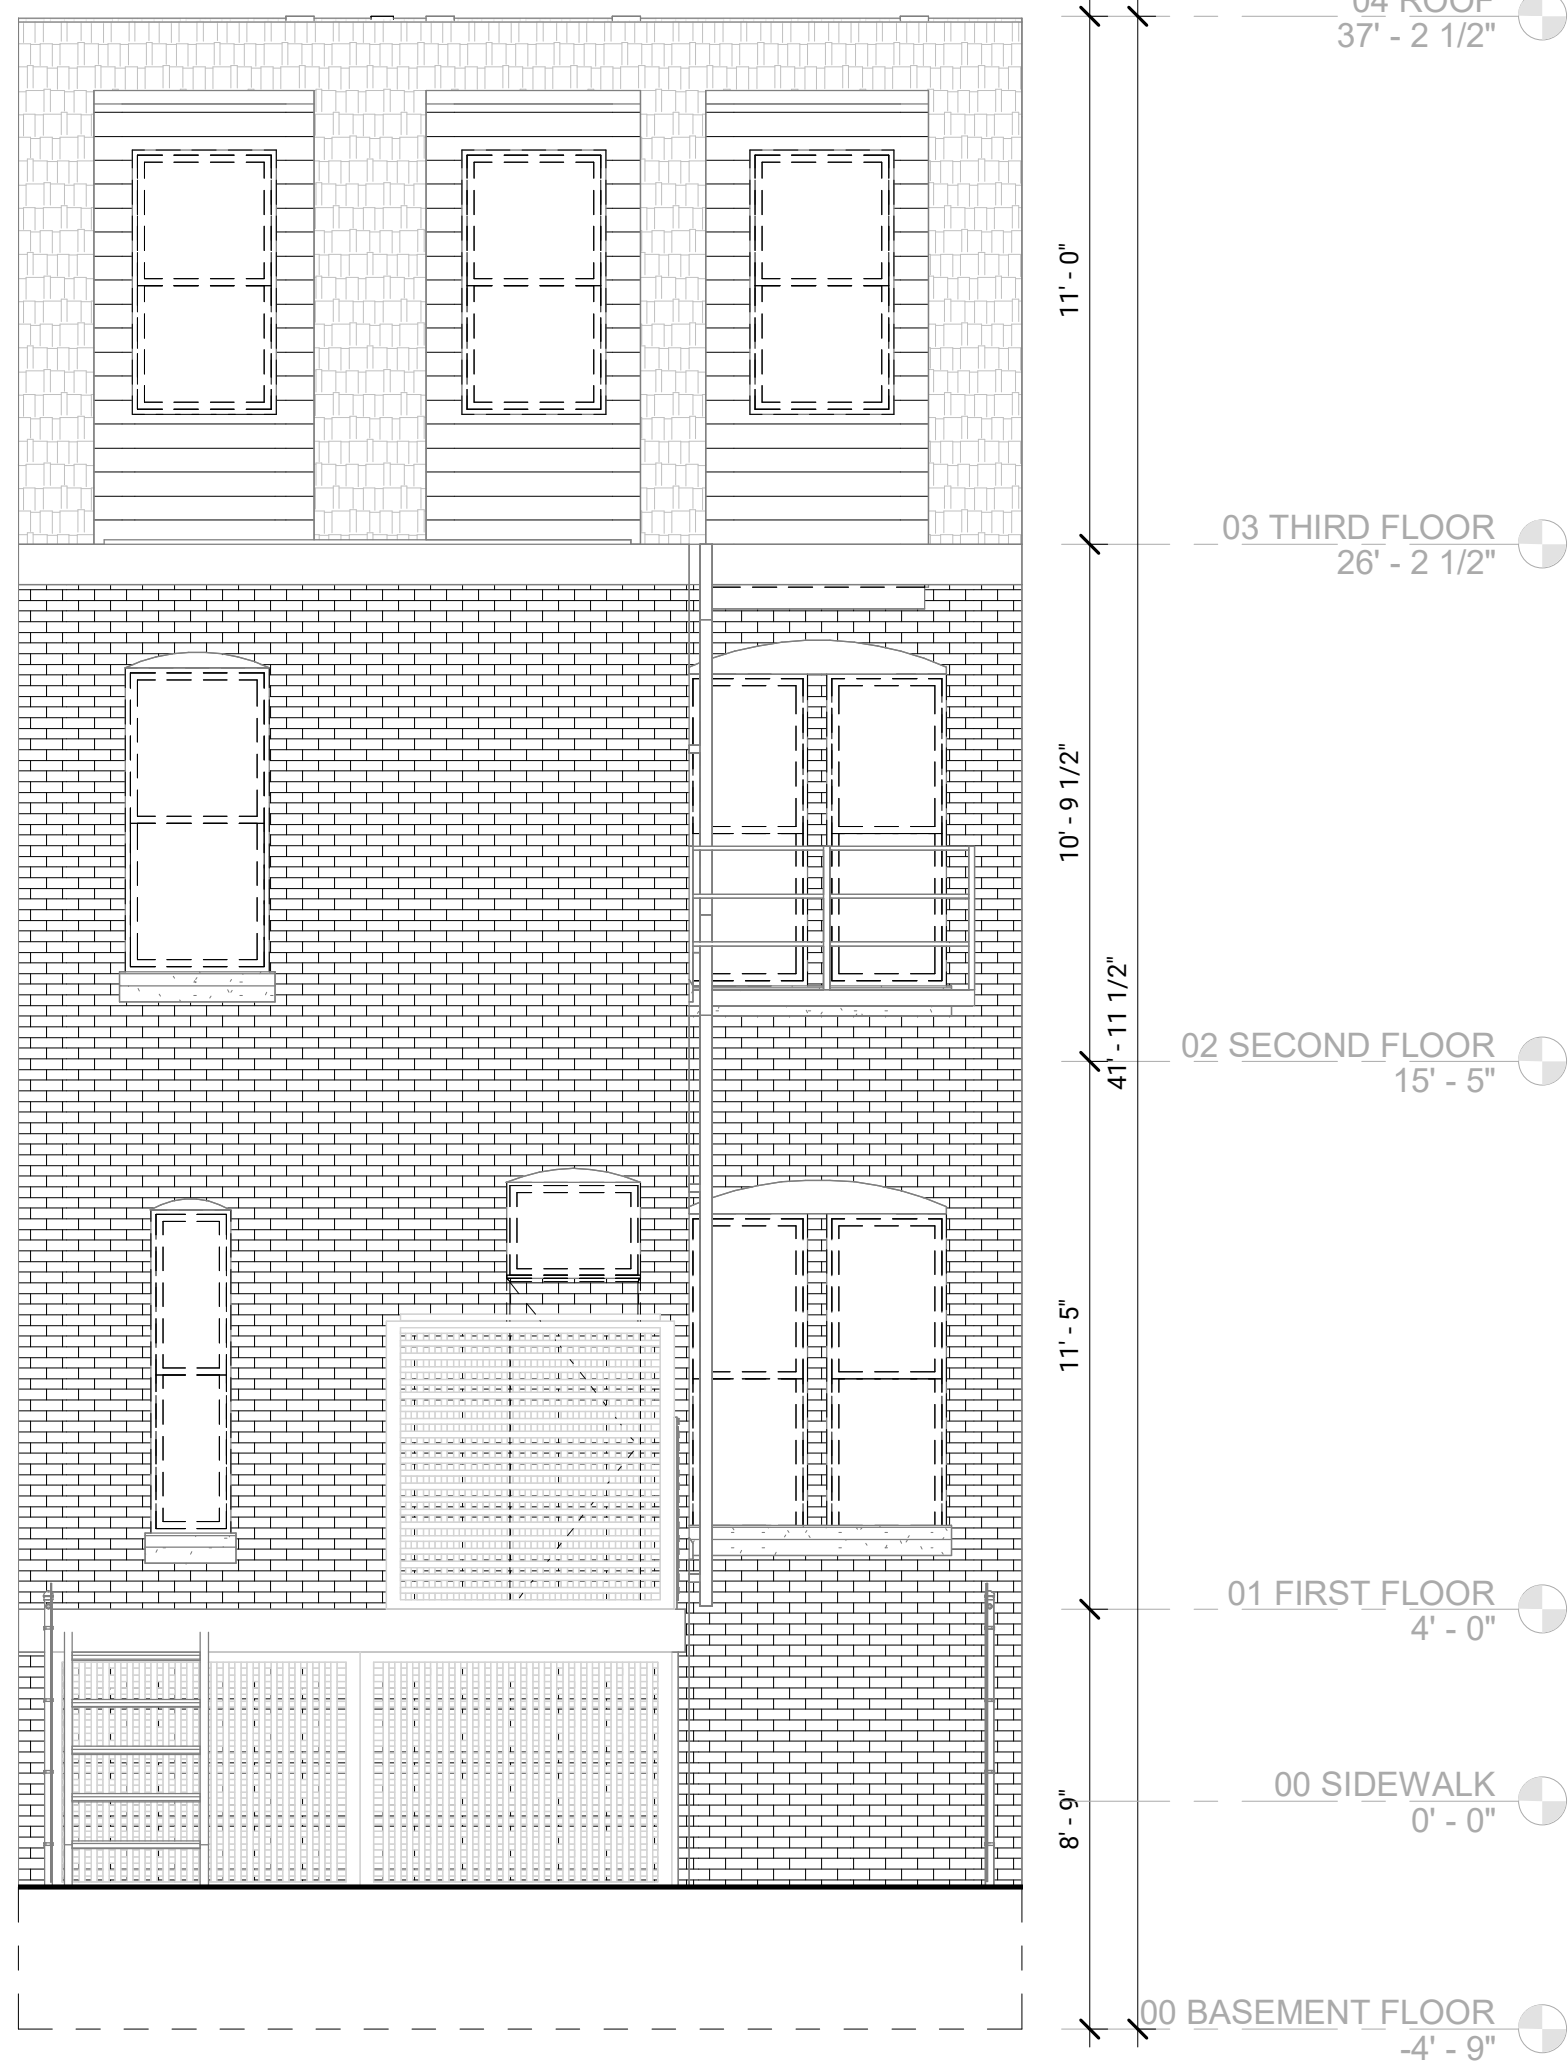 04 ROOF
37' - 2 1/2"
11' - 0"
03 THIRD FLOOR
26' - 2 1/2"
10' - 9 1/2"
41' - 11 1/2"
02 SECOND FLOOR
15' - 5"
11' - 5"
01 FIRST FLOOR
4' - 0"
00 SIDEWALK
0' - 0"
8' - 9"
00 BASEMENT FLOOR
-4' - 9"